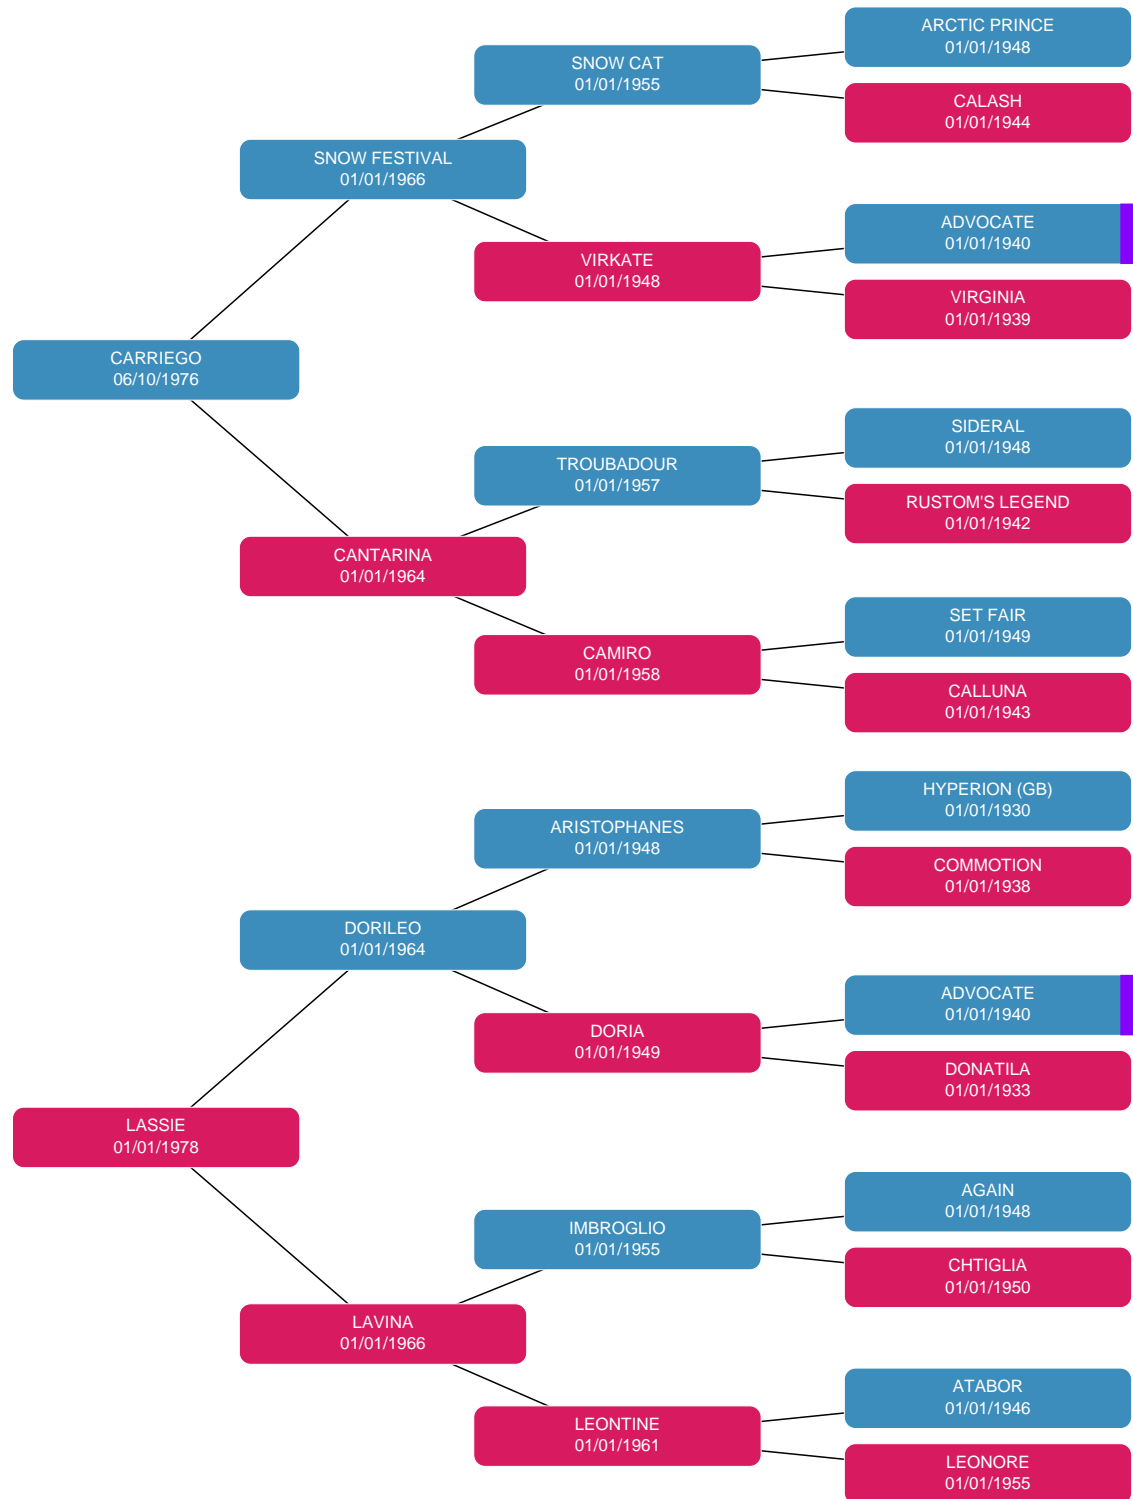 ARCTIC PRINCE
01/01/1948
SNOW CAT
01/01/1955
CALASH
01/01/1944
SNOW FESTIVAL
01/01/1966
ADVOCATE
01/01/1940
VIRKATE
01/01/1948
VIRGINIA
01/01/1939
CARRIEGO
06/10/1976
SIDERAL
01/01/1948
TROUBADOUR
01/01/1957
RUSTOM'S LEGEND
01/01/1942
CANTARINA
01/01/1964
SET FAIR
01/01/1949
CAMIRO
01/01/1958
CALLUNA
01/01/1943
HYPERION (GB)
01/01/1930
ARISTOPHANES
01/01/1948
COMMOTION
01/01/1938
DORILEO
01/01/1964
ADVOCATE
01/01/1940
DORIA
01/01/1949
DONATILA
01/01/1933
LASSIE
01/01/1978
AGAIN
01/01/1948
IMBROGLIO
01/01/1955
CHTIGLIA
01/01/1950
LAVINA
01/01/1966
ATABOR
01/01/1946
LEONTINE
01/01/1961
LEONORE
01/01/1955